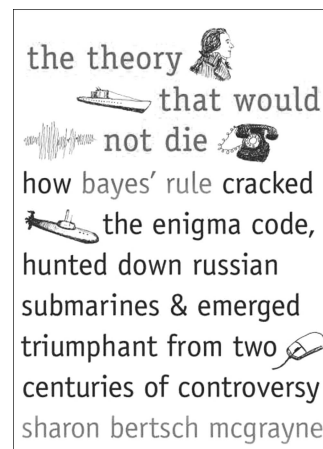 the theory
that would
not die
how bayes' rule cracked
the enigma code,
hunted down russian
submarines & emerged
triumphant from two
centuries of controversy
sharon bertsch mcgrayne